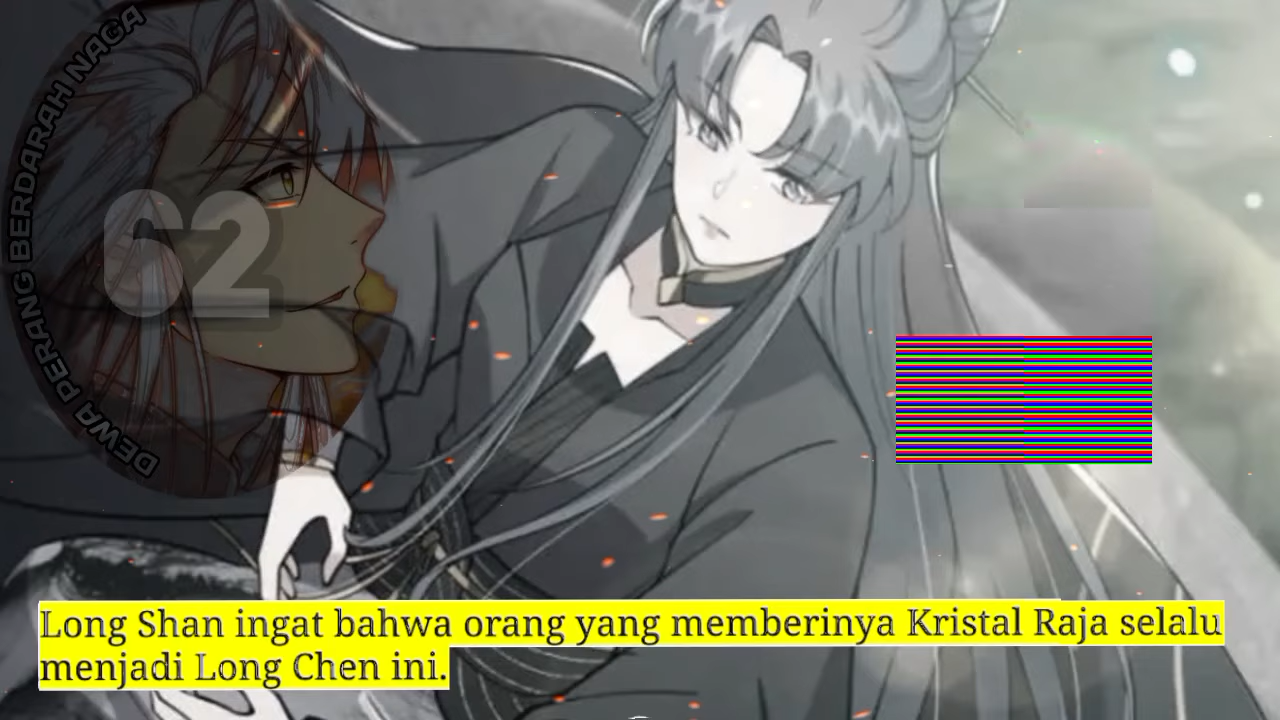 DEWA PERANG BERDARAH NAGA
62
Long Shan ingat bahwa orang yang memberinya Kristal Raja selalu
menjadi Long Chen ini.